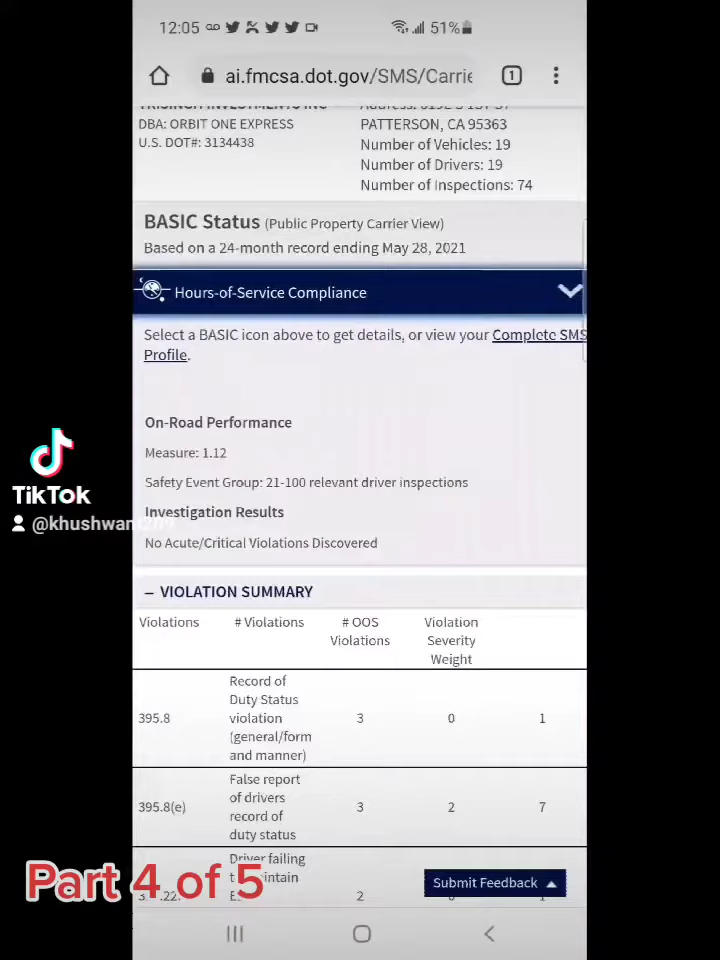 12:05
51%
ai.fmcsa.dot.gov/SMS/Carrie
1
DBA: ORBIT ONE EXPRESS
U.S. DOT#: 3134438
PATTERSON, CA 95363
Number of Vehicles: 19
Number of Drivers: 19
Number of Inspections: 74
BASIC Status (Public Property Carrier View)
Based on a 24-month record ending May 28, 2021
Hours-of-Service Compliance
Select a BASIC icon above to get details, or view your Complete SMS
Profile.
On-Road Performance
Measure: 1.12
Safety Event Group: 21-100 relevant driver inspections
Investigation Results
No Acute/Critical Violations Discovered
TikTok
– VIOLATION SUMMARY
Violations # Violations # OOS Violations Violation Severity Weight
395.8 Record of Duty Status violation (general/form and manner) 3 0 1
395.8(e) False report of drivers record of duty status 3 2 7
Driver failing
2
Part 4 of 5
Submit Feedback